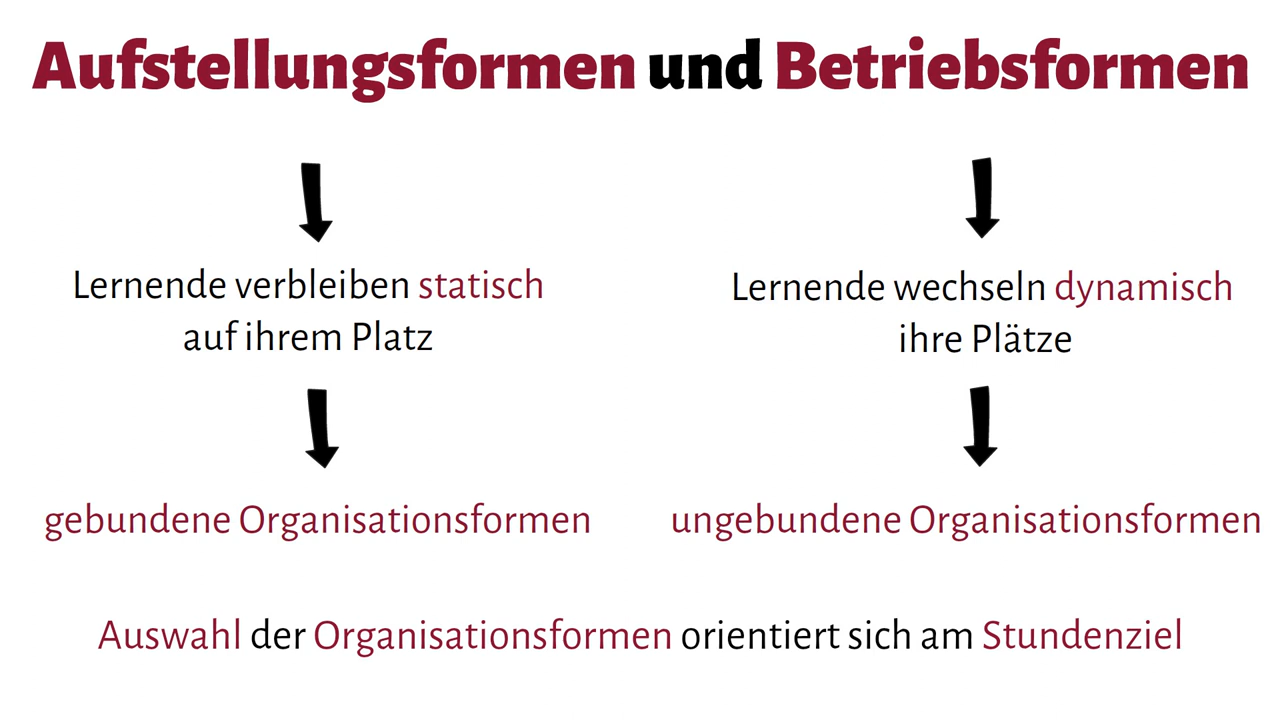 Aufstellungsformen und Betriebsformen
Lernende verbleiben statisch
auf ihrem Platz
Lernende wechseln dynamisch
ihre Plätze
gebundene Organisationsformen
ungebundene Organisationsformen
Auswahl der Organisationsformen orientiert sich am Stundenziel